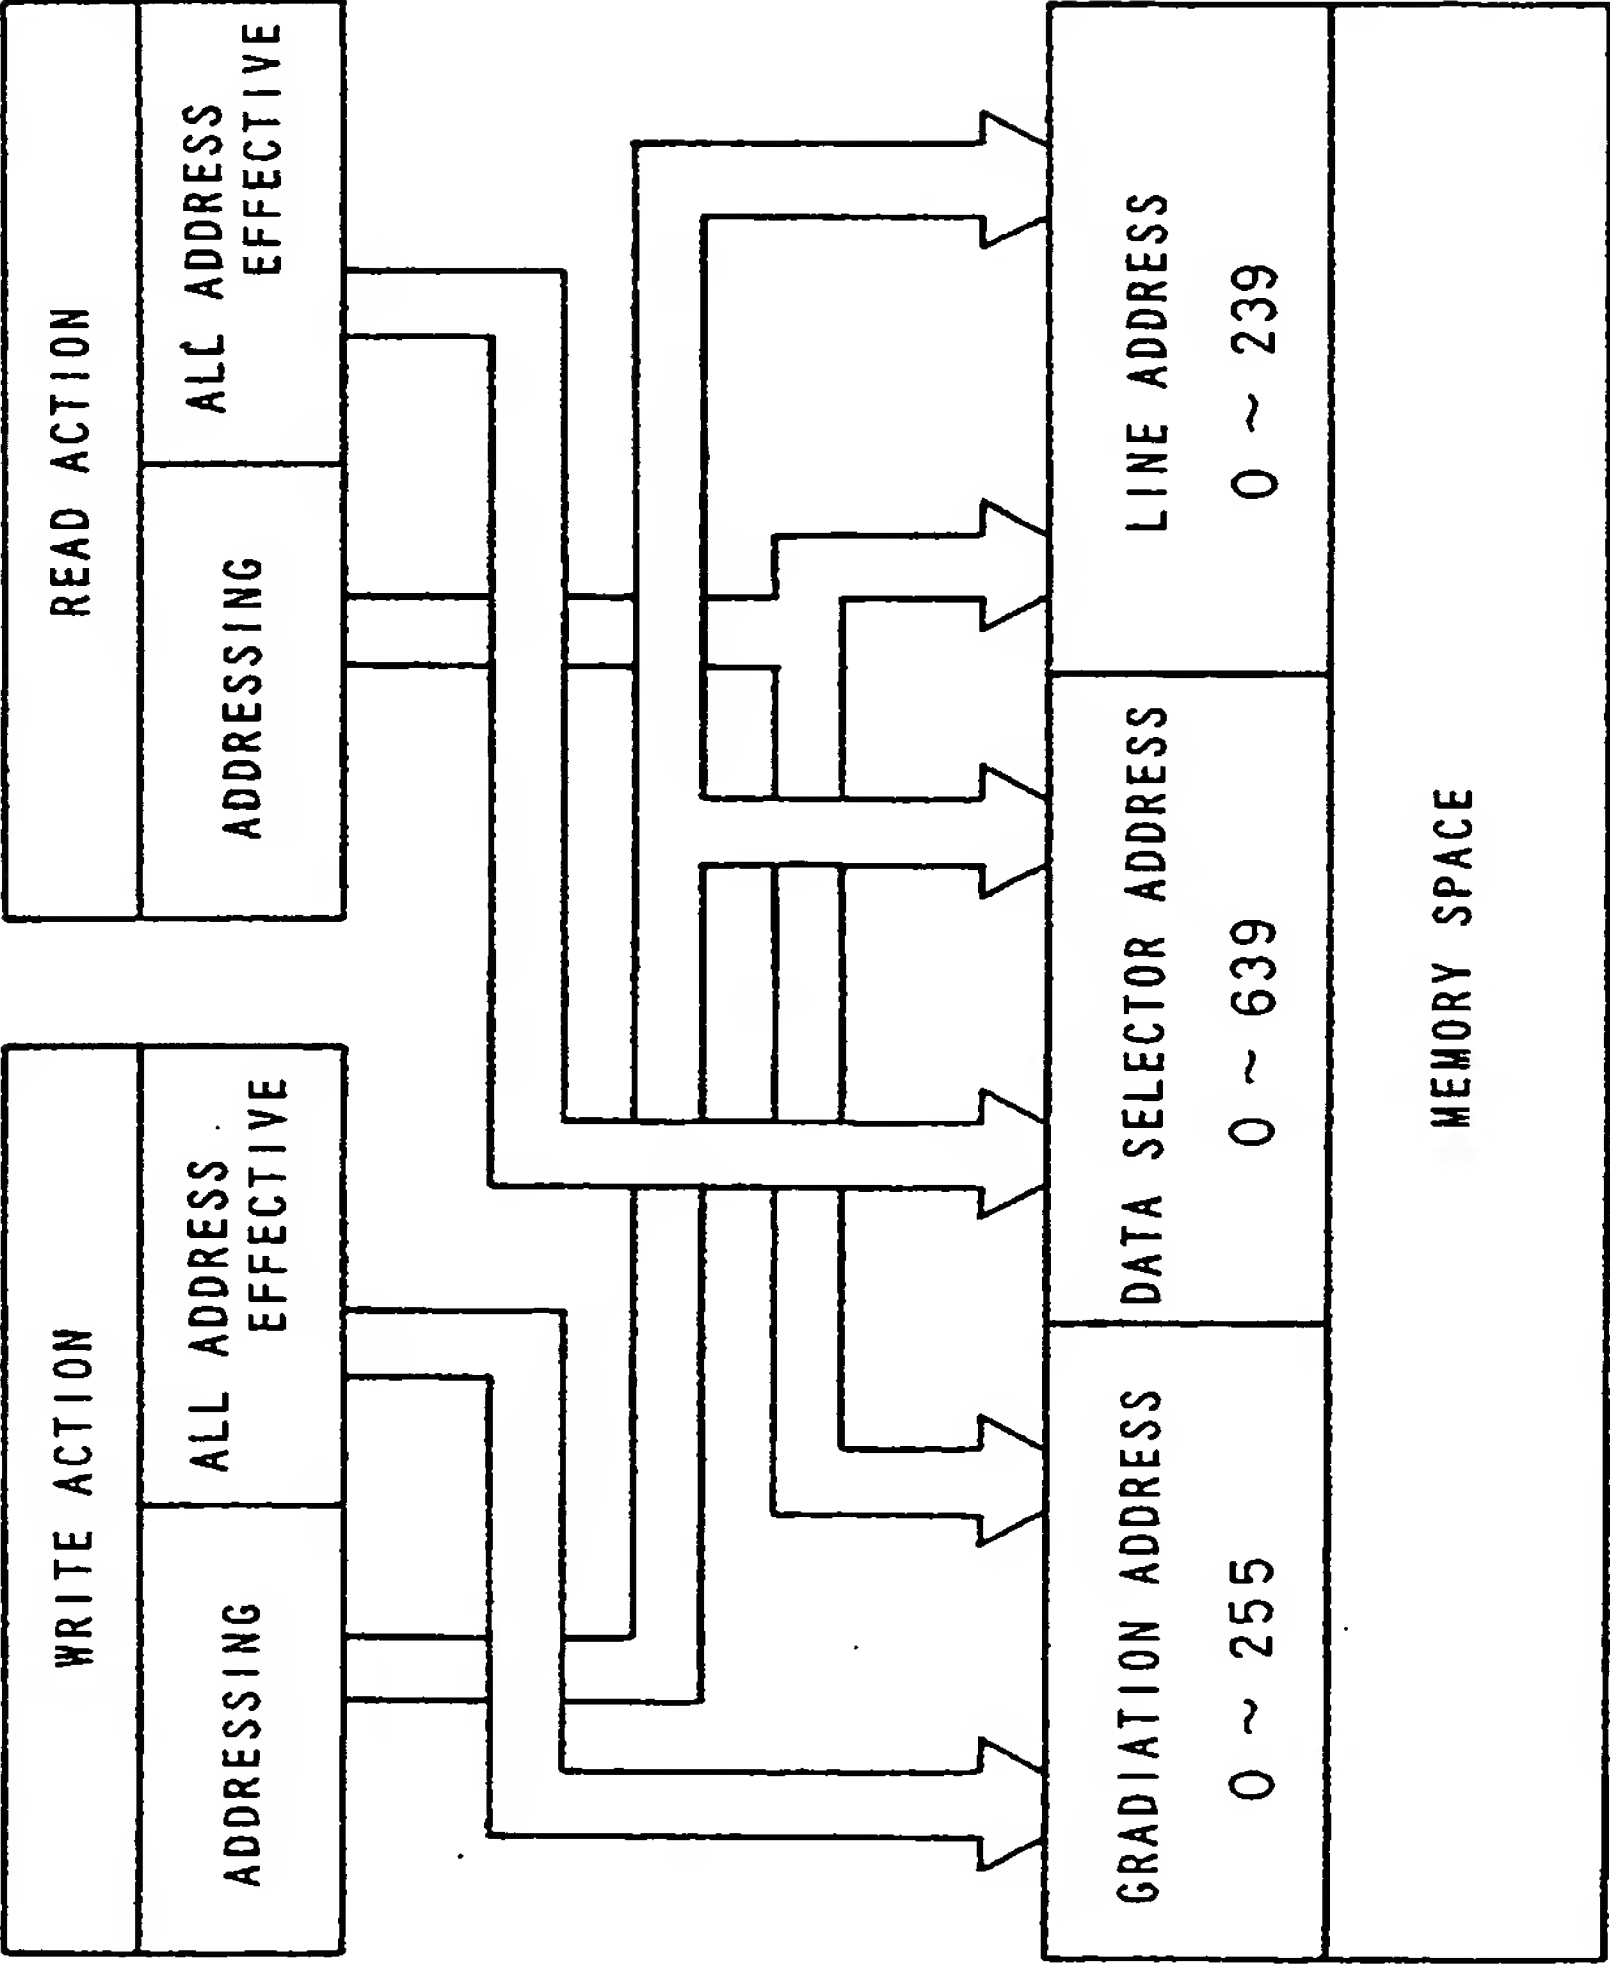 WRITE ACTION
ADDRESSING
ALL ADDRESS
EFFECTIVE
READ ACTION
ADDRESSING
ALL ADDRESS
EFFECTIVE
GRADIATION ADDRESS
0 ~ 255
DATA SELECTOR ADDRESS
0 ~ 639
LINE ADDRESS
0 ~ 239
MEMORY SPACE